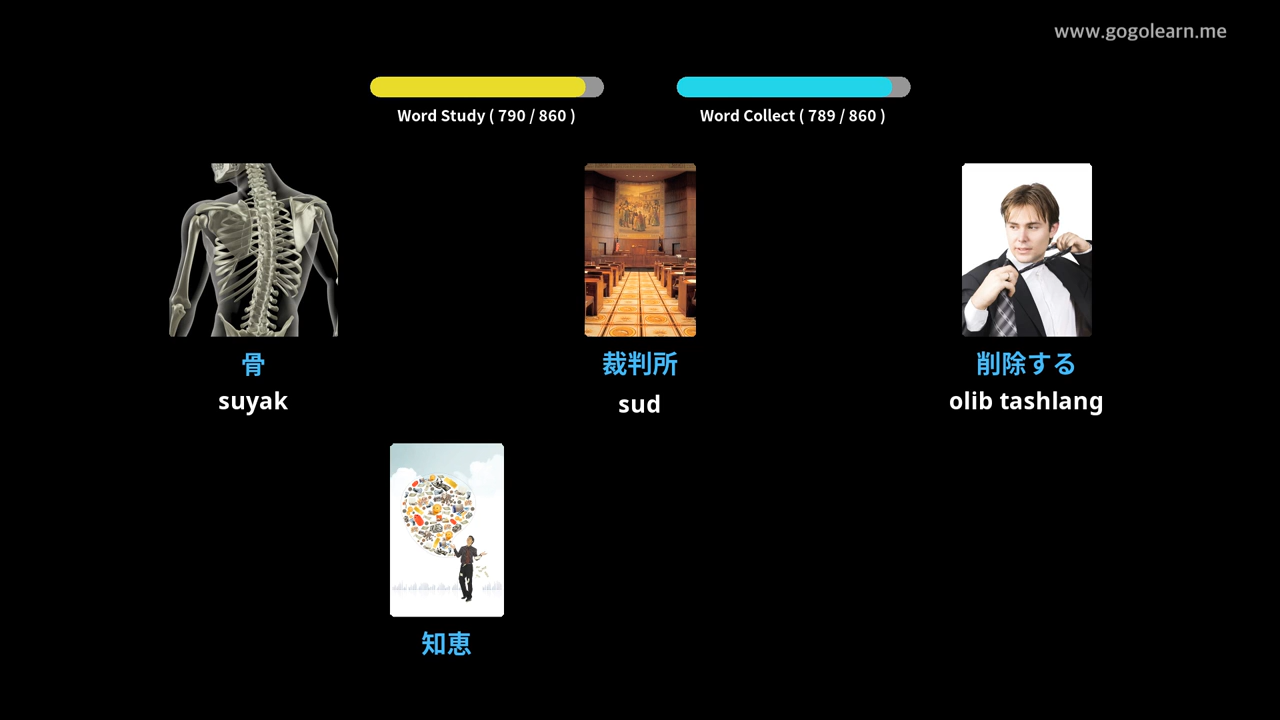 www.gogolearn.me
Word Study ( 790 / 860 )
Word Collect ( 789 / 860 )
骨
suyak
裁判所
sud
削除する
olib tashlang
知恵